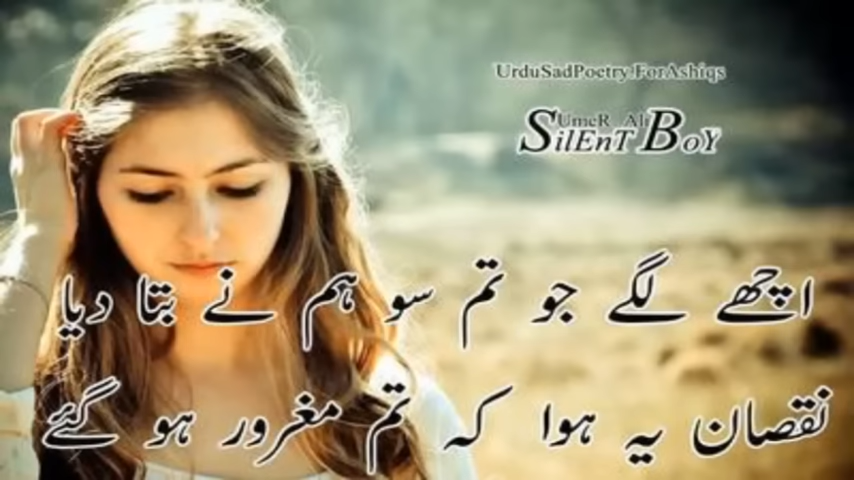 UrduSadPoetry.ForAshiqs
UmeR Ali
SilEnT BoY
اچھے لگے جو تم سو ہم نے بتا دیا
نقصان یہ ہوا کہ تم مغرور ہو گئے